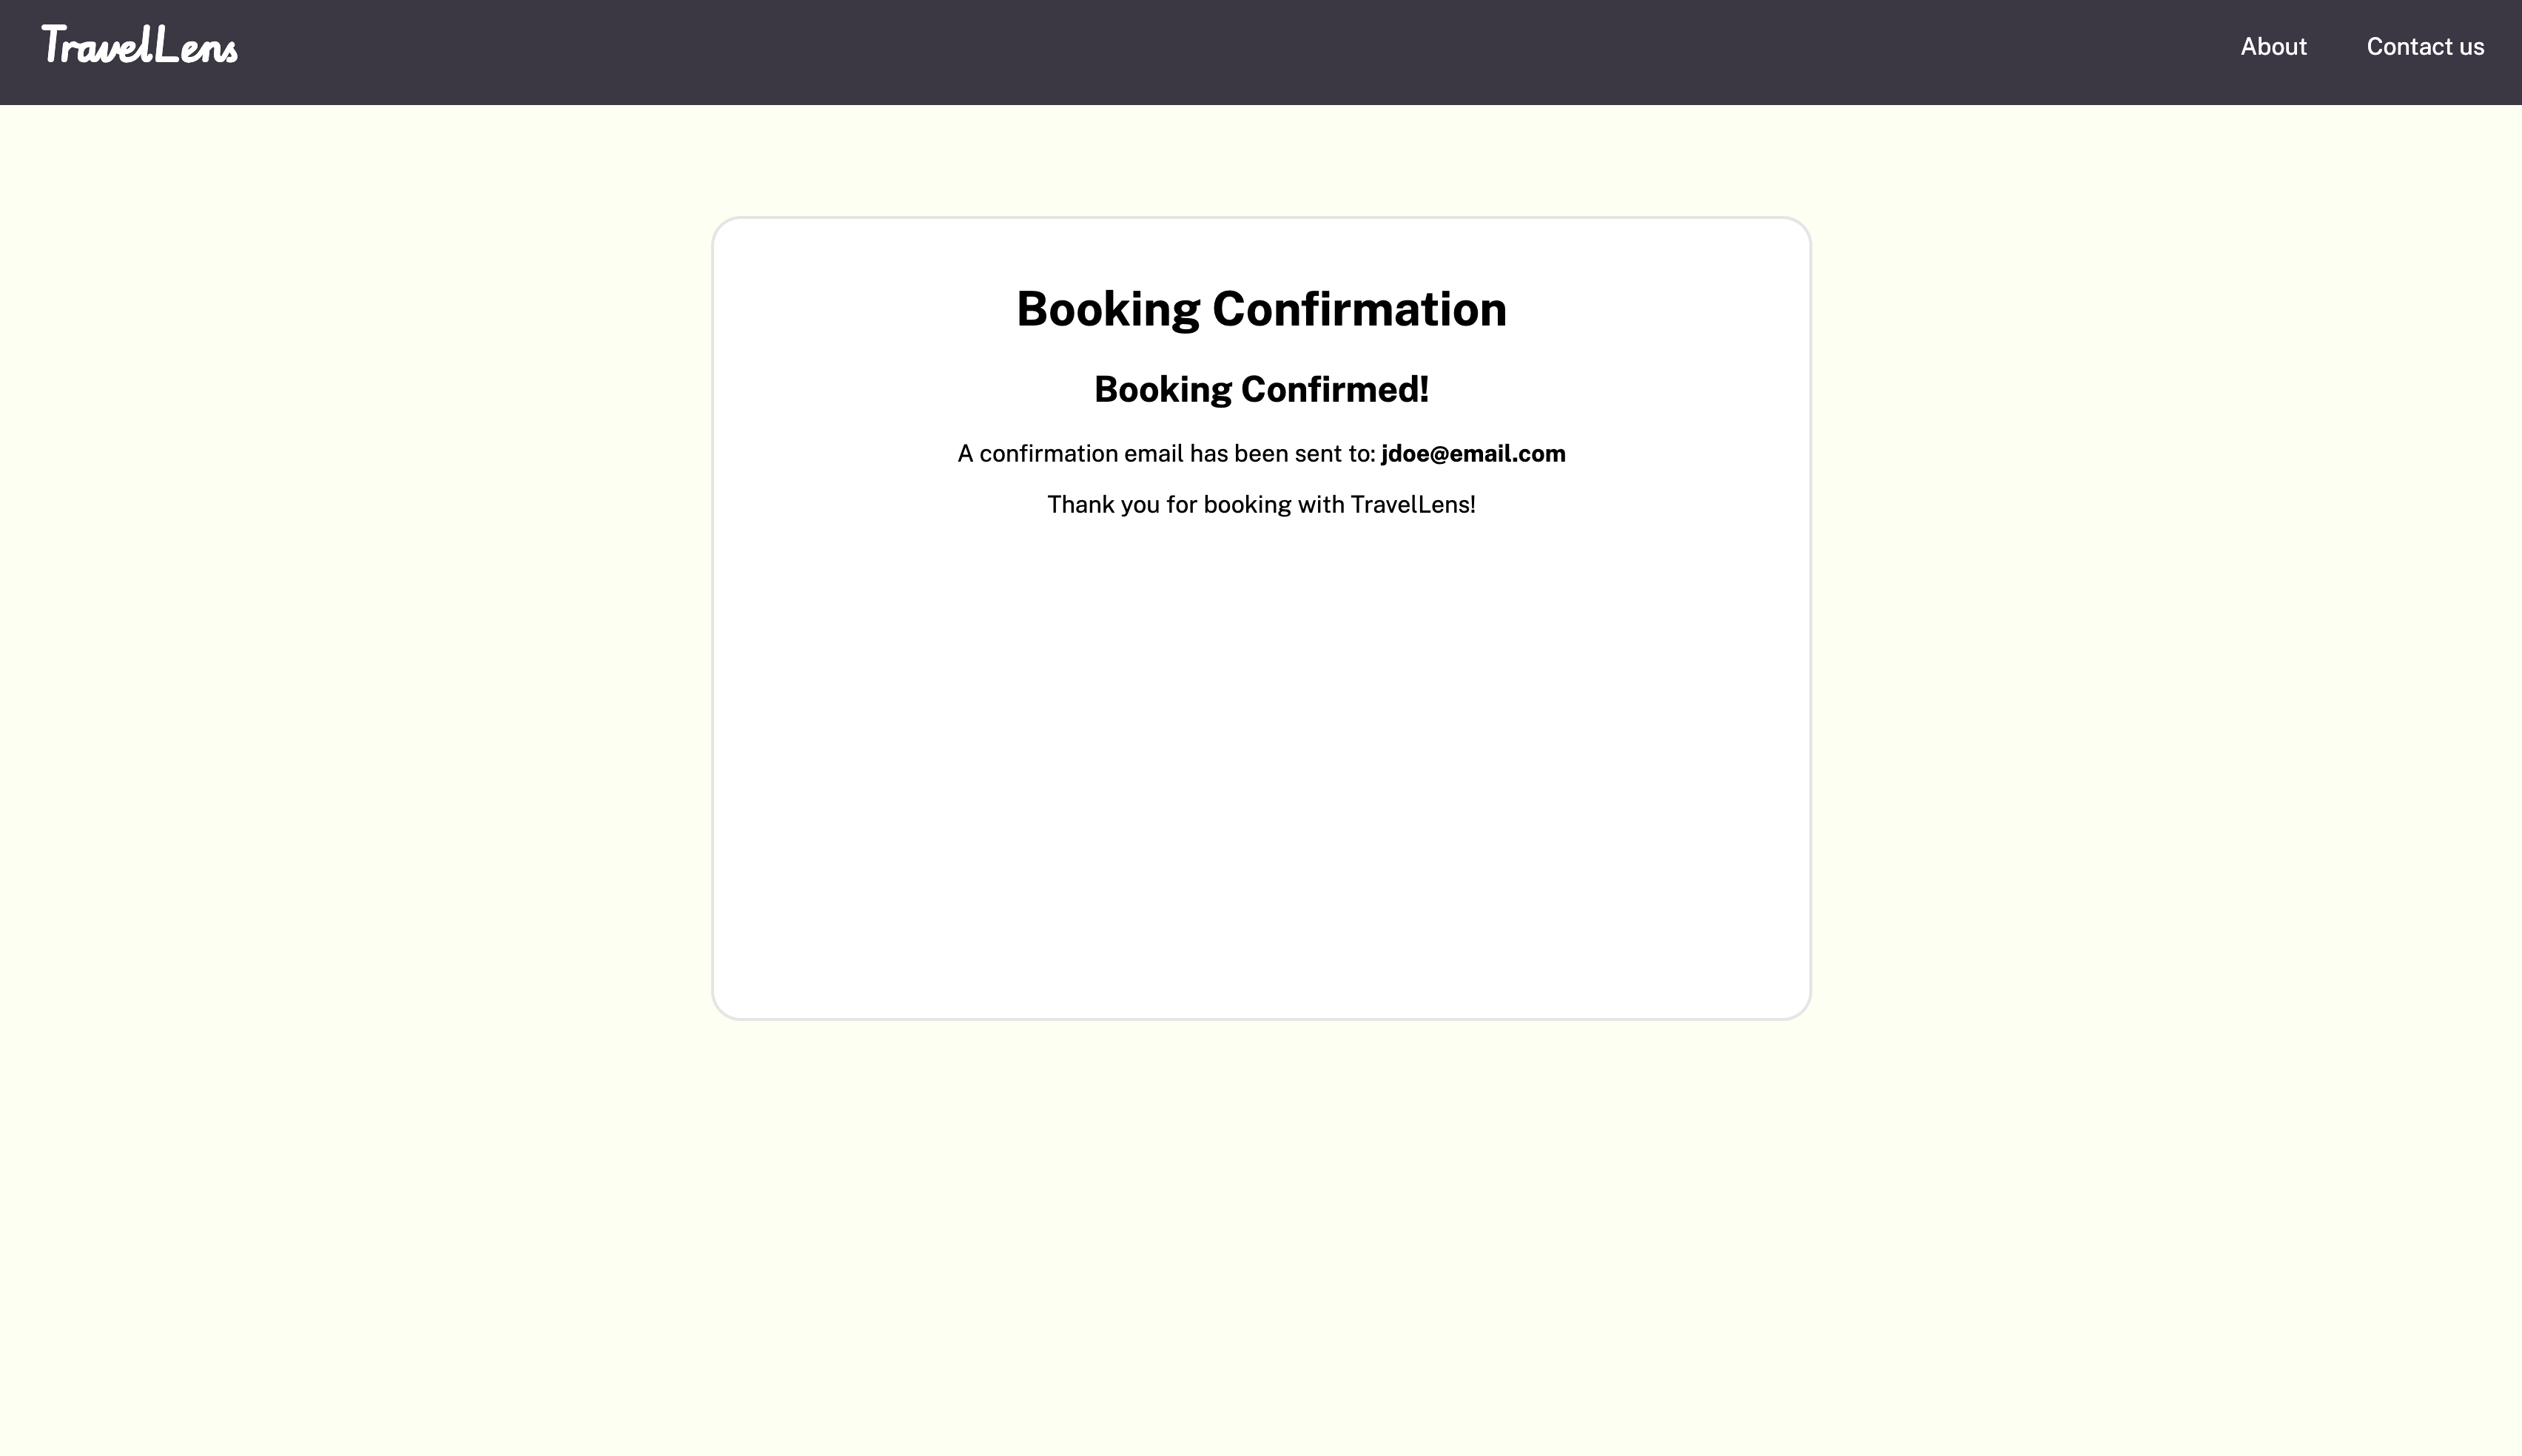 TravelLens
About
Contact us
Booking Confirmation
Booking Confirmed!
A confirmation email has been sent to: jdoe@email.com
Thank you for booking with TravelLens!